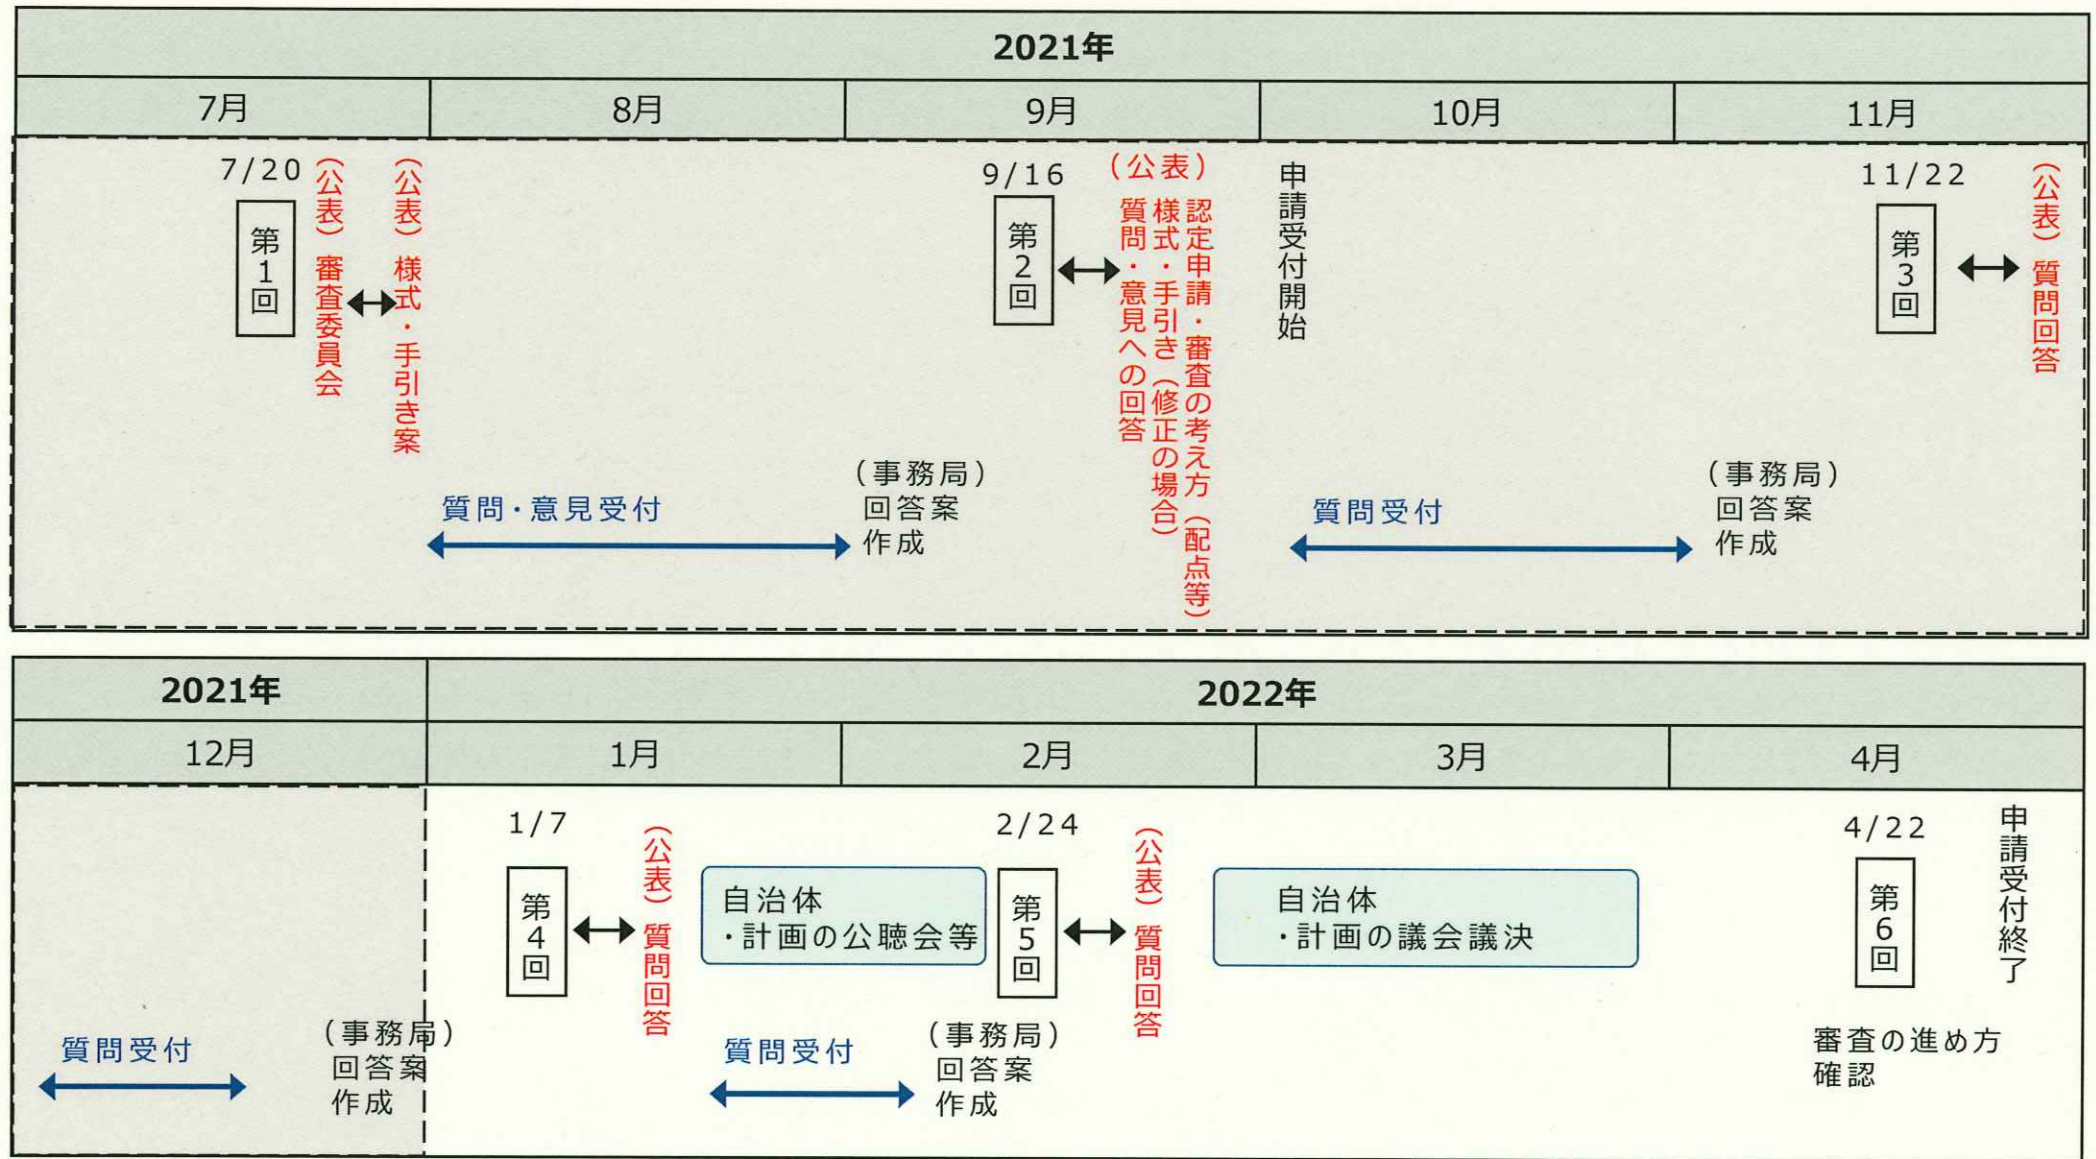 2021年
7月
8月
9月
10月
11月
7/20
第1回
(公表)審査委員会
(公表)様式・手引き案
質問・意見受付
(事務局)
回答案
作成
9/16
第2回
(公表)
認定申請・審査の考え方(配点等)
様式・手引き(修正の場合)
質問・意見への回答
申請受付開始
質問受付
(事務局)
回答案
作成
11/22
第3回
(公表)質問回答
2021年
2022年
12月
1月
2月
3月
4月
質問受付
(事務局)
回答案
作成
1/7
第4回
(公表)質問回答
自治体
・計画の公聴会等
質問受付
(事務局)
回答案
作成
2/24
第5回
(公表)質問回答
自治体
・計画の議会議決
4/22
第6回
審査の進め方
確認
申請受付終了